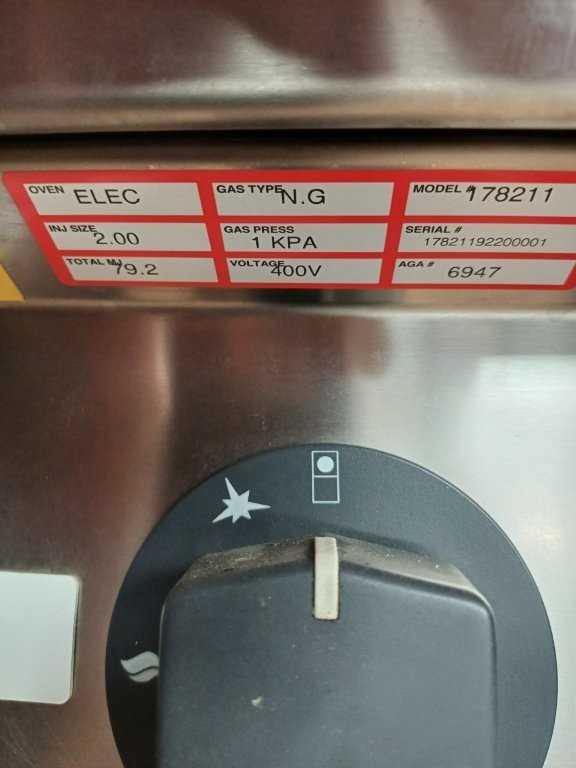 OVEN ELEC GAS TYPE N.G MODEL # 178211
INJ SIZE 2.00 GAS PRESS 1 KPA SERIAL # 17821192200001
TOTAL MJ 79.2 VOLTAGE 400V AGA # 6947